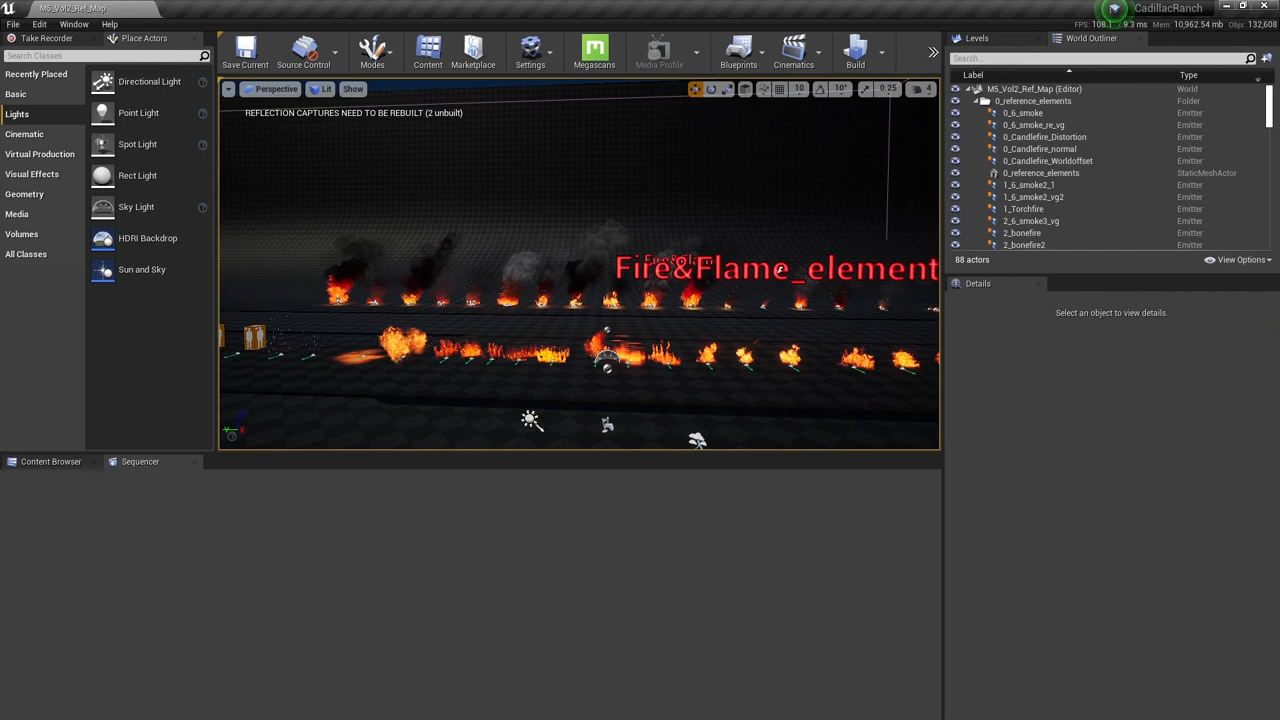 M5_Vol2_Ref_Map
CadillacRanch
File Edit Window Help
FPS: 108.1 9.3 ms Mem: 10,962.54 mb Objs: 132,608
Take Recorder
Place Actors
Search Classes
Recently Placed
Basic
Lights
Cinematic
Virtual Production
Visual Effects
Geometry
Media
Volumes
All Classes
Directional Light
Point Light
Spot Light
Rect Light
Sky Light
HDRI Backdrop
Sun and Sky
Save Current
Source Control
Modes
Content
Marketplace
Settings
Megascans
Media Profile
Blueprints
Cinematics
Build
Perspective
Lit
Show
10
10°
0.25
4
REFLECTION CAPTURES NEED TO BE REBUILT (2 unbuilt)
Fire&Flame_element
Levels
World Outliner
Search...
Label Type
M5_Vol2_Ref_Map (Editor) World
0_reference_elements Folder
0_6_smoke Emitter
0_6_smoke_re_vg Emitter
0_Candlefire_Distortion Emitter
0_Candlefire_normal Emitter
0_Candlefire_Worldoffset Emitter
0_reference_elements StaticMeshActor
1_6_smoke2_1 Emitter
1_6_smoke2_vg2 Emitter
1_Torchfire Emitter
2_6_smoke3_vg Emitter
2_bonefire Emitter
2_bonefire2 Emitter
88 actors
View Options
Details
Select an object to view details.
Content Browser
Sequencer